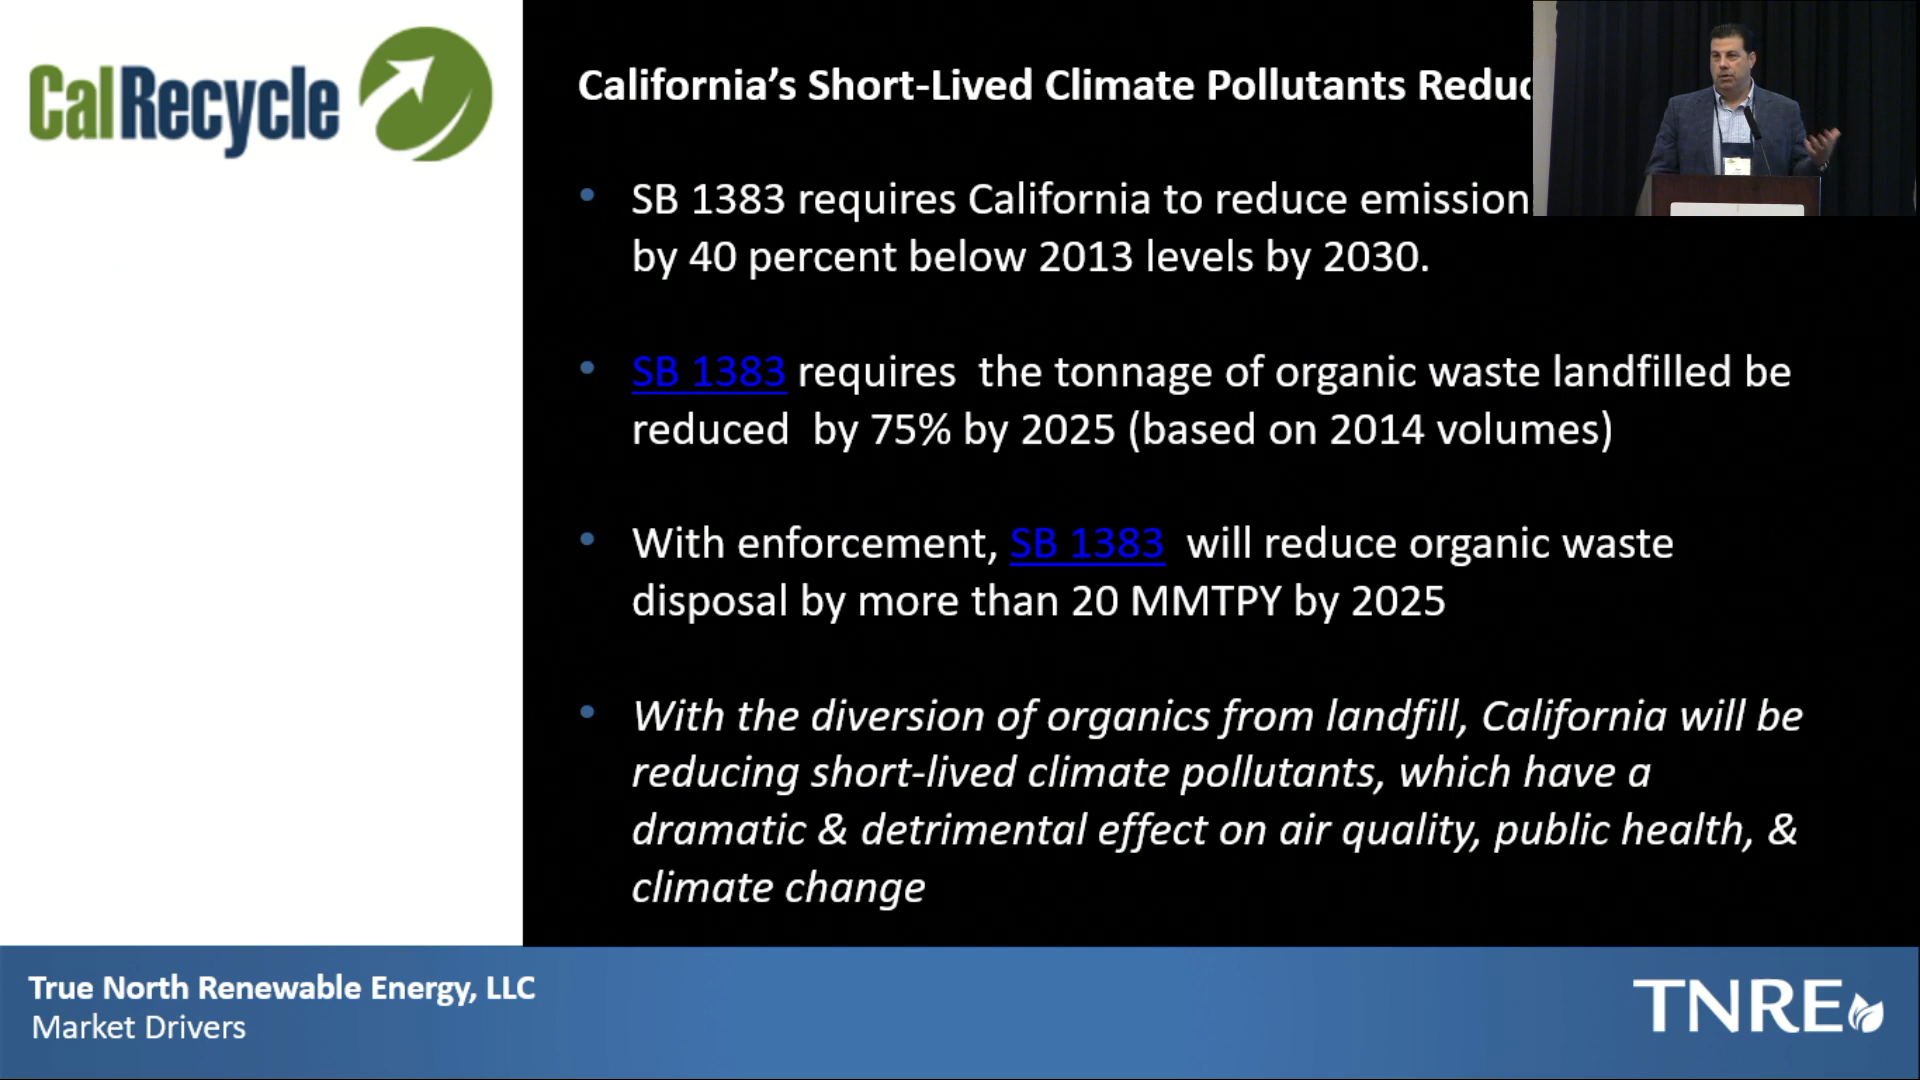 CalRecycle
California’s Short-Lived Climate Pollutants
SB 1383 requires California to reduce
by 40 percent below 2013 levels by 2030.
SB 1383 requires  the tonnage of organic waste landfilled be
reduced  by 75% by 2025 (based on 2014 volumes)
With enforcement, SB 1383  will reduce organic waste
disposal by more than 20 MMTPY by 2025
With the diversion of organics from landfill, California will be
reducing short-lived climate pollutants, which have a
dramatic & detrimental effect on air quality, public health, &
climate change
True North Renewable Energy, LLC
Market Drivers
TNRE